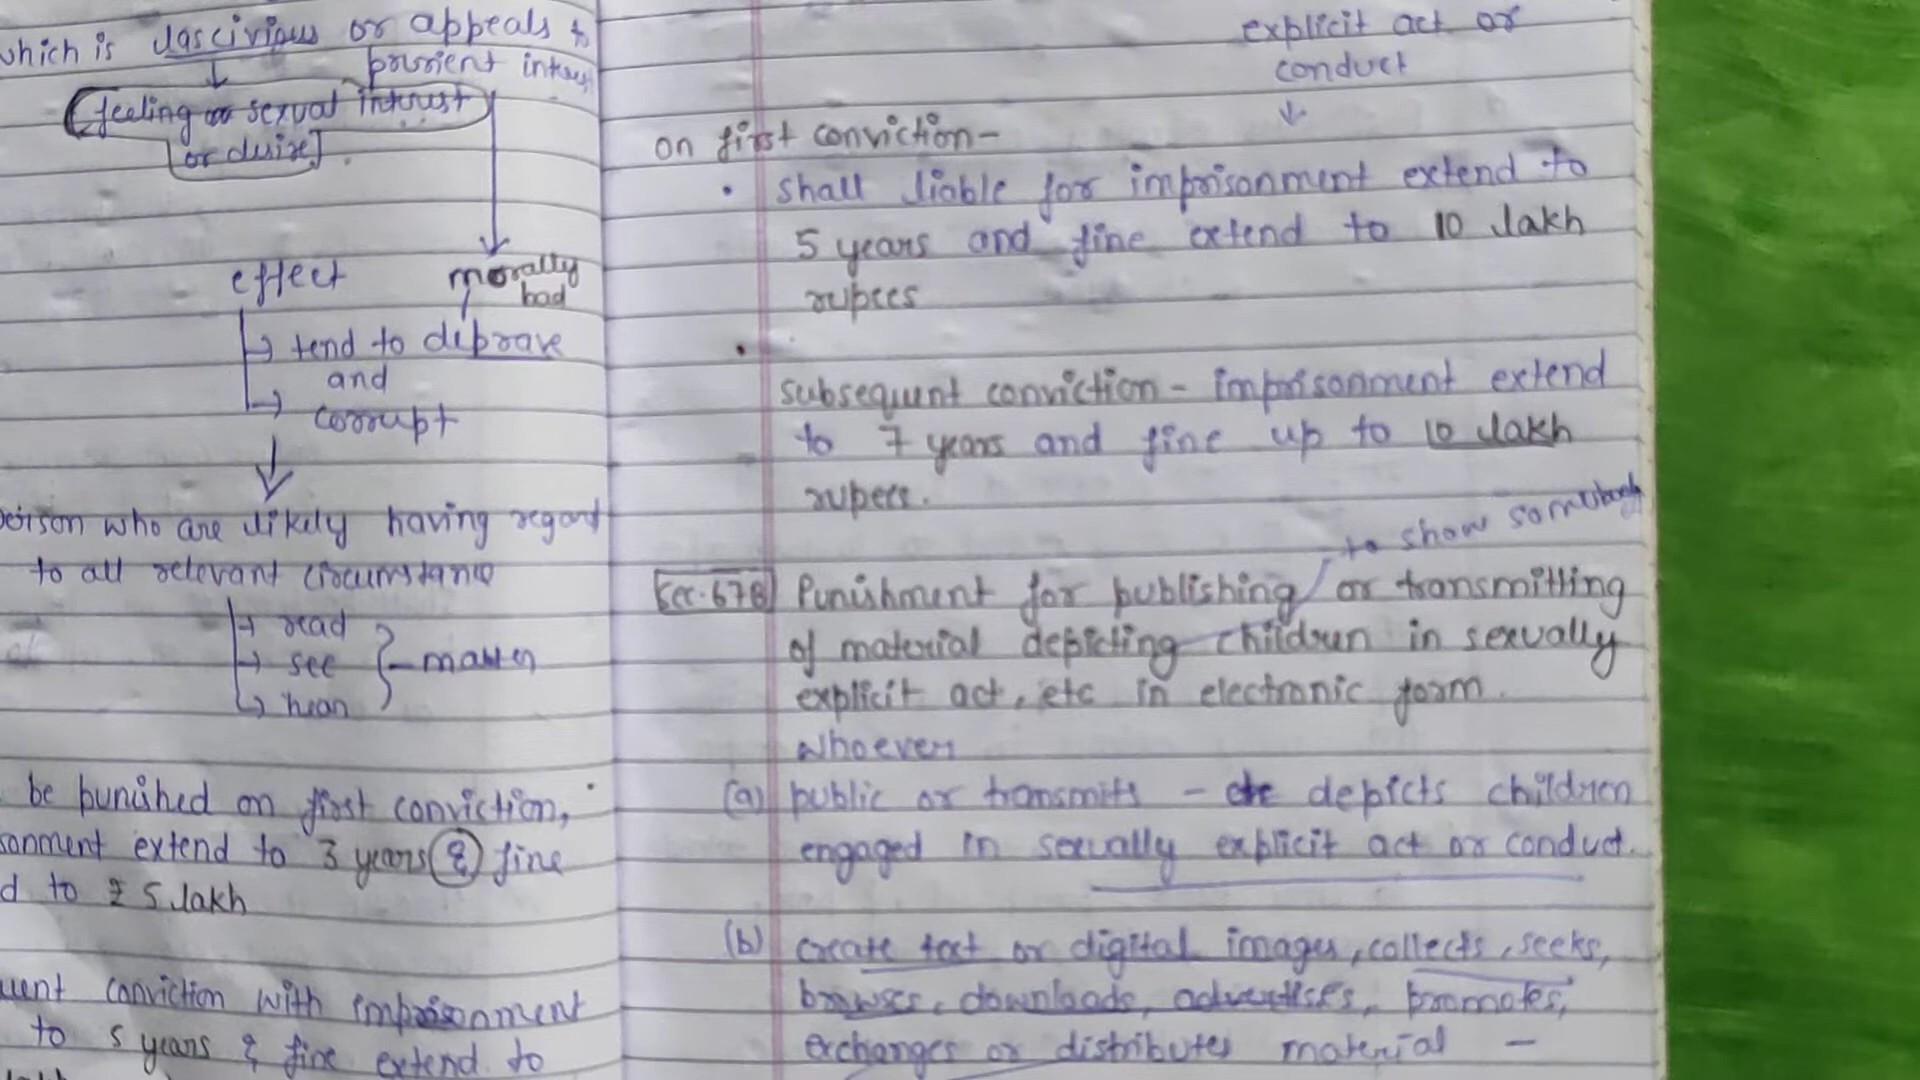 which is lascivious or appeals to
prurient interest
feeling or sexual interest
or desire]
effect
morally
bad
→ tend to deprave
and
→ corrupt
person who are likely having regard
to all relevant circumstance
→ read
→ see
→ hear
matter
be punished on first conviction,
sonment extend to 3 years & fine
d to ₹ 5 lakh
uent conviction with imprisonment
to 5 years & fine extend to
explicit act or
conduct
on first conviction-
• shall liable for imprisonment extend to
5 years and fine extend to 10 lakh
rupees
subsequent conviction - imprisonment extend
to 7 years and fine up to 10 lakh
rupees.
to show something
Sec.67B Punishment for publishing or transmitting
of material depicting children in sexually
explicit act, etc in electronic form.
whoever
(a) public or transmits - depicts children
engaged in sexually explicit act or conduct.
(b) create text or digital images, collects, seeks,
browses, downloads, advertises, promotes,
exchanges or distributes material -